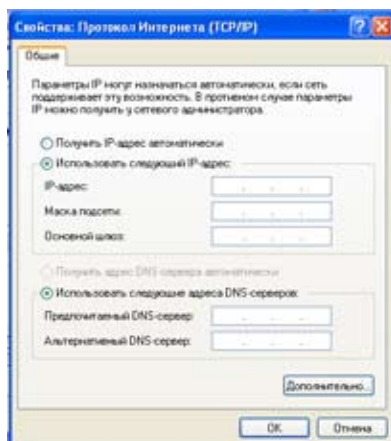 Свойства: Протокол Интернета (TCP/IP)
Общие
Параметры IP могут назначаться автоматически, если сеть
поддерживает эту возможность. В противном случае параметры
IP можно получить у сетевого администратора.
Получить IP-адрес автоматически
Использовать следующий IP-адрес:
IP-адрес:
Маска подсети:
Основной шлюз:
Получить адрес DNS-сервера автоматически
Использовать следующие адреса DNS-серверов:
Предпочитаемый DNS-сервер:
Альтернативный DNS-сервер:
Дополнительно...
OK
Отмена